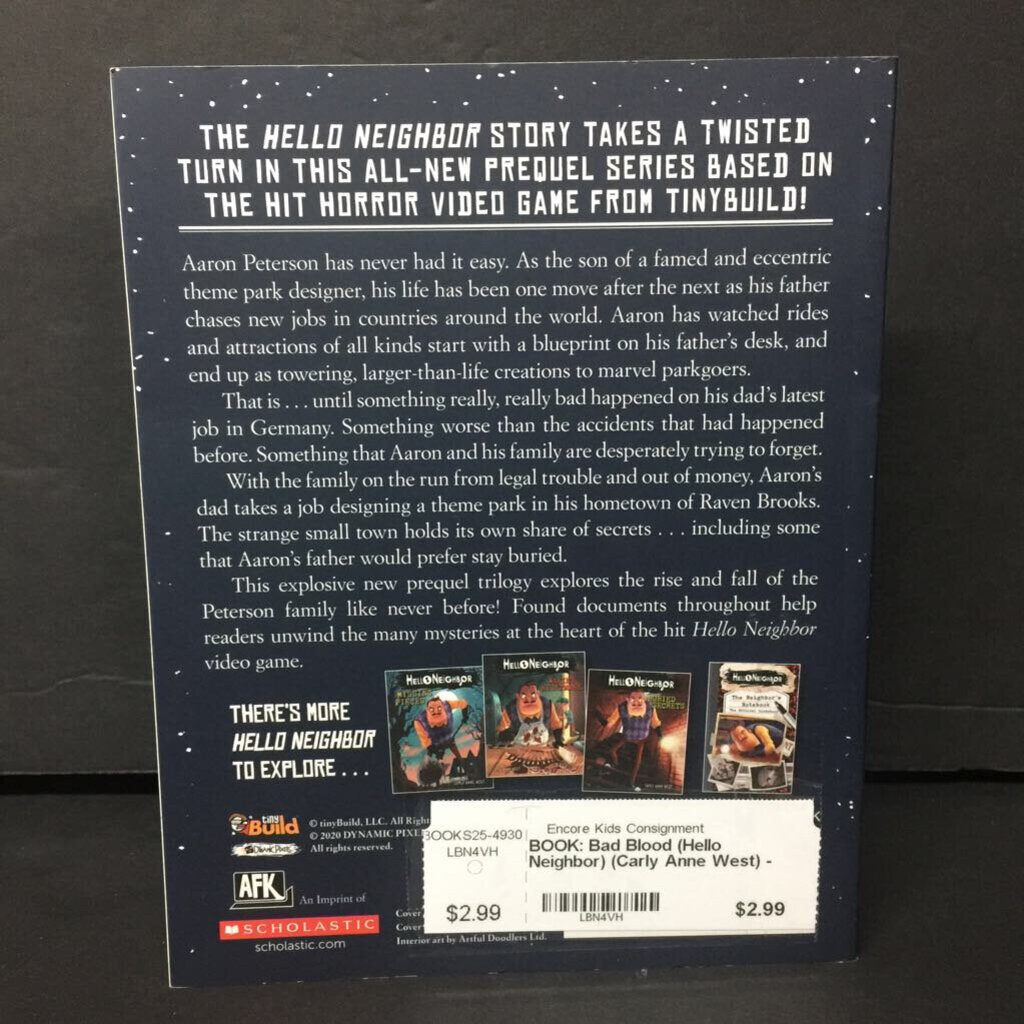 THE HELLO NEIGHBOR STORY TAKES A TWISTED
TURN IN THIS ALL-NEW PREQUEL SERIES BASED ON
THE HIT HORROR VIDEO GAME FROM TINYBUILD!
Aaron Peterson has never had it easy. As the son of a famed and eccentric
theme park designer, his life has been one move after the next as his father
chases new jobs in countries around the world. Aaron has watched rides
and attractions of all kinds start with a blueprint on his father's desk, and
end up as towering, larger-than-life creations to marvel parkgoers.
That is . . . until something really, really bad happened on his dad's latest
job in Germany. Something worse than the accidents that had happened
before. Something that Aaron and his family are desperately trying to forget.
With the family on the run from legal trouble and out of money, Aaron's
dad takes a job designing a theme park in his hometown of Raven Brooks.
The strange small town holds its own share of secrets . . . including some
that Aaron's father would prefer stay buried.
This explosive new prequel trilogy explores the rise and fall of the
Peterson family like never before! Found documents throughout help
readers unwind the many mysteries at the heart of the hit Hello Neighbor
video game.
THERE'S MORE
HELLO NEIGHBOR
TO EXPLORE . . .
HELLO NEIGHBOR
MISSING
PIECES
HELLO NEIGHBOR
HELLO NEIGHBOR
BURIED
SECRETS
HELLO NEIGHBOR
The Neighbor's
Notebook
tiny
Build
© tinyBuild, LLC. All Right
© 2020 DYNAMIC PIXE
All rights reserved.
AFK
An Imprint of
SCHOLASTIC
scholastic.com
Cover
Cover
Interior art by Artful Doodlers Ltd.
BOOKS25-4930
LBN4VH
$2.99
Encore Kids Consignment
BOOK: Bad Blood (Hello
Neighbor) (Carly Anne West) -
LBN4VH
$2.99